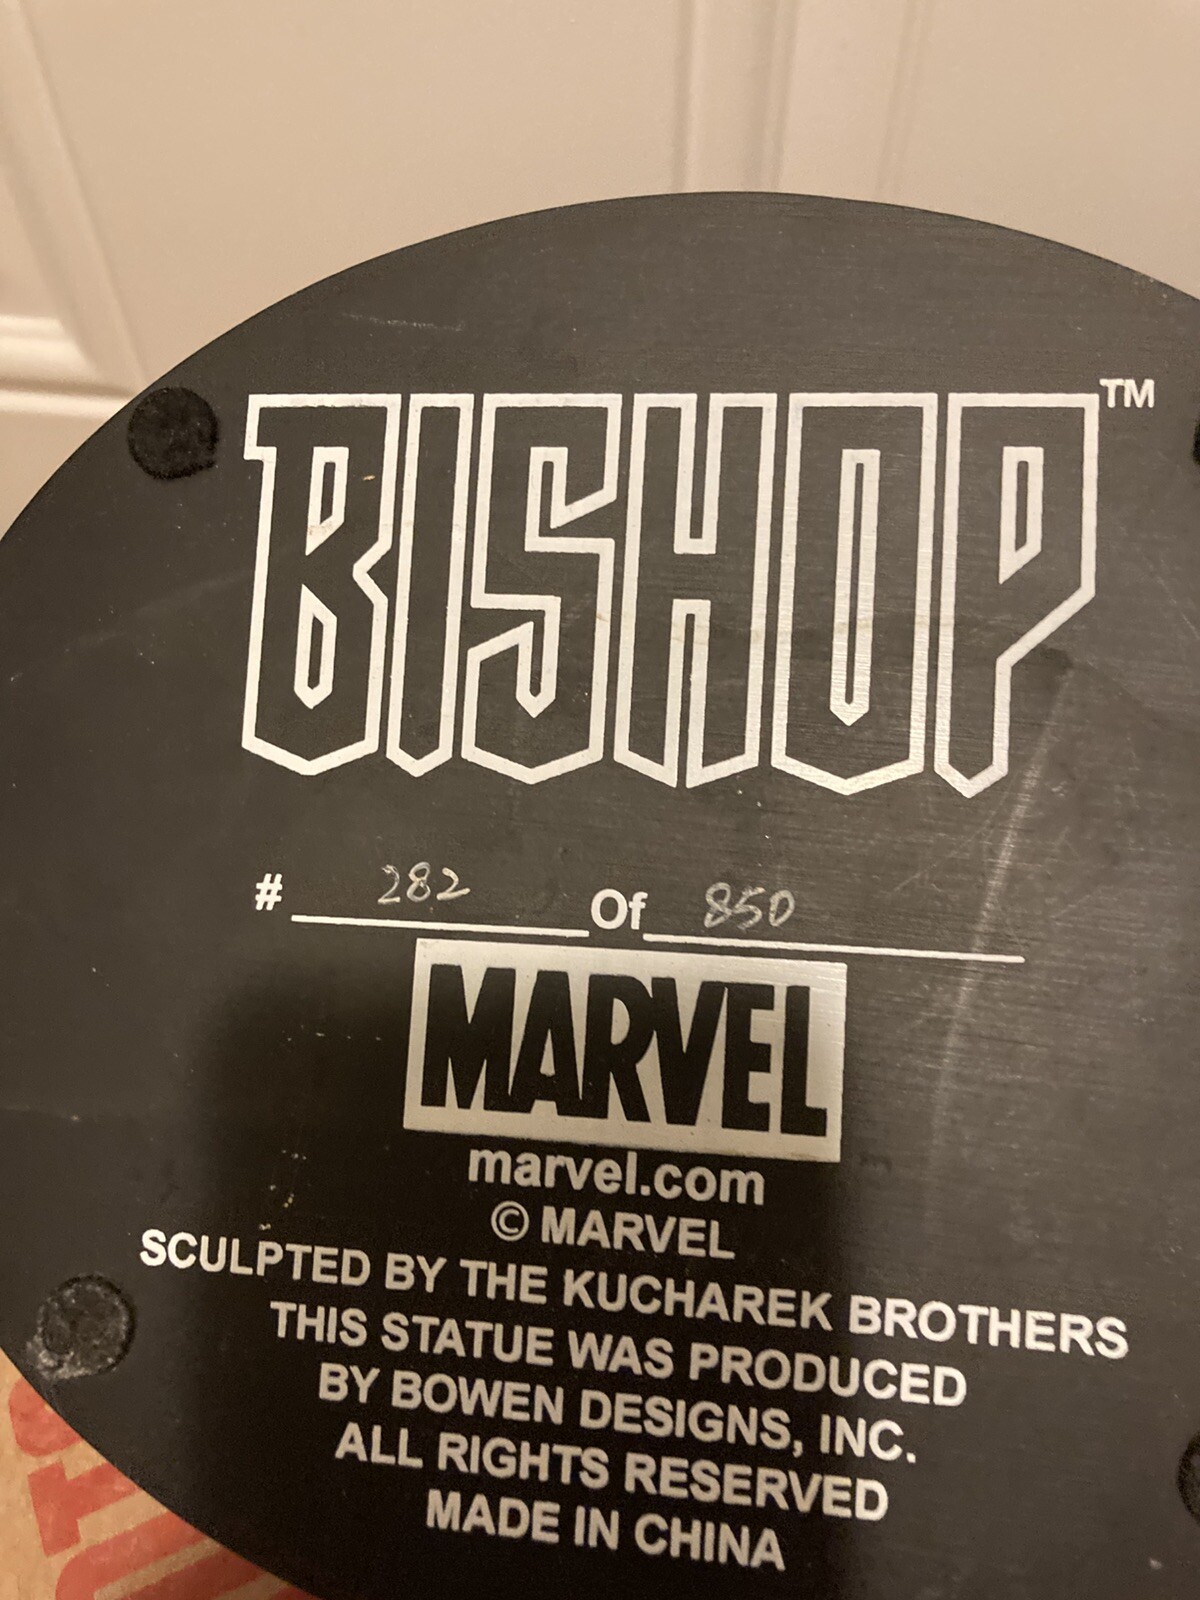 BISHOP™
# 282 Of 850
MARVEL
marvel.com
© MARVEL
SCULPTED BY THE KUCHAREK BROTHERS
THIS STATUE WAS PRODUCED
BY BOWEN DESIGNS, INC.
ALL RIGHTS RESERVED
MADE IN CHINA